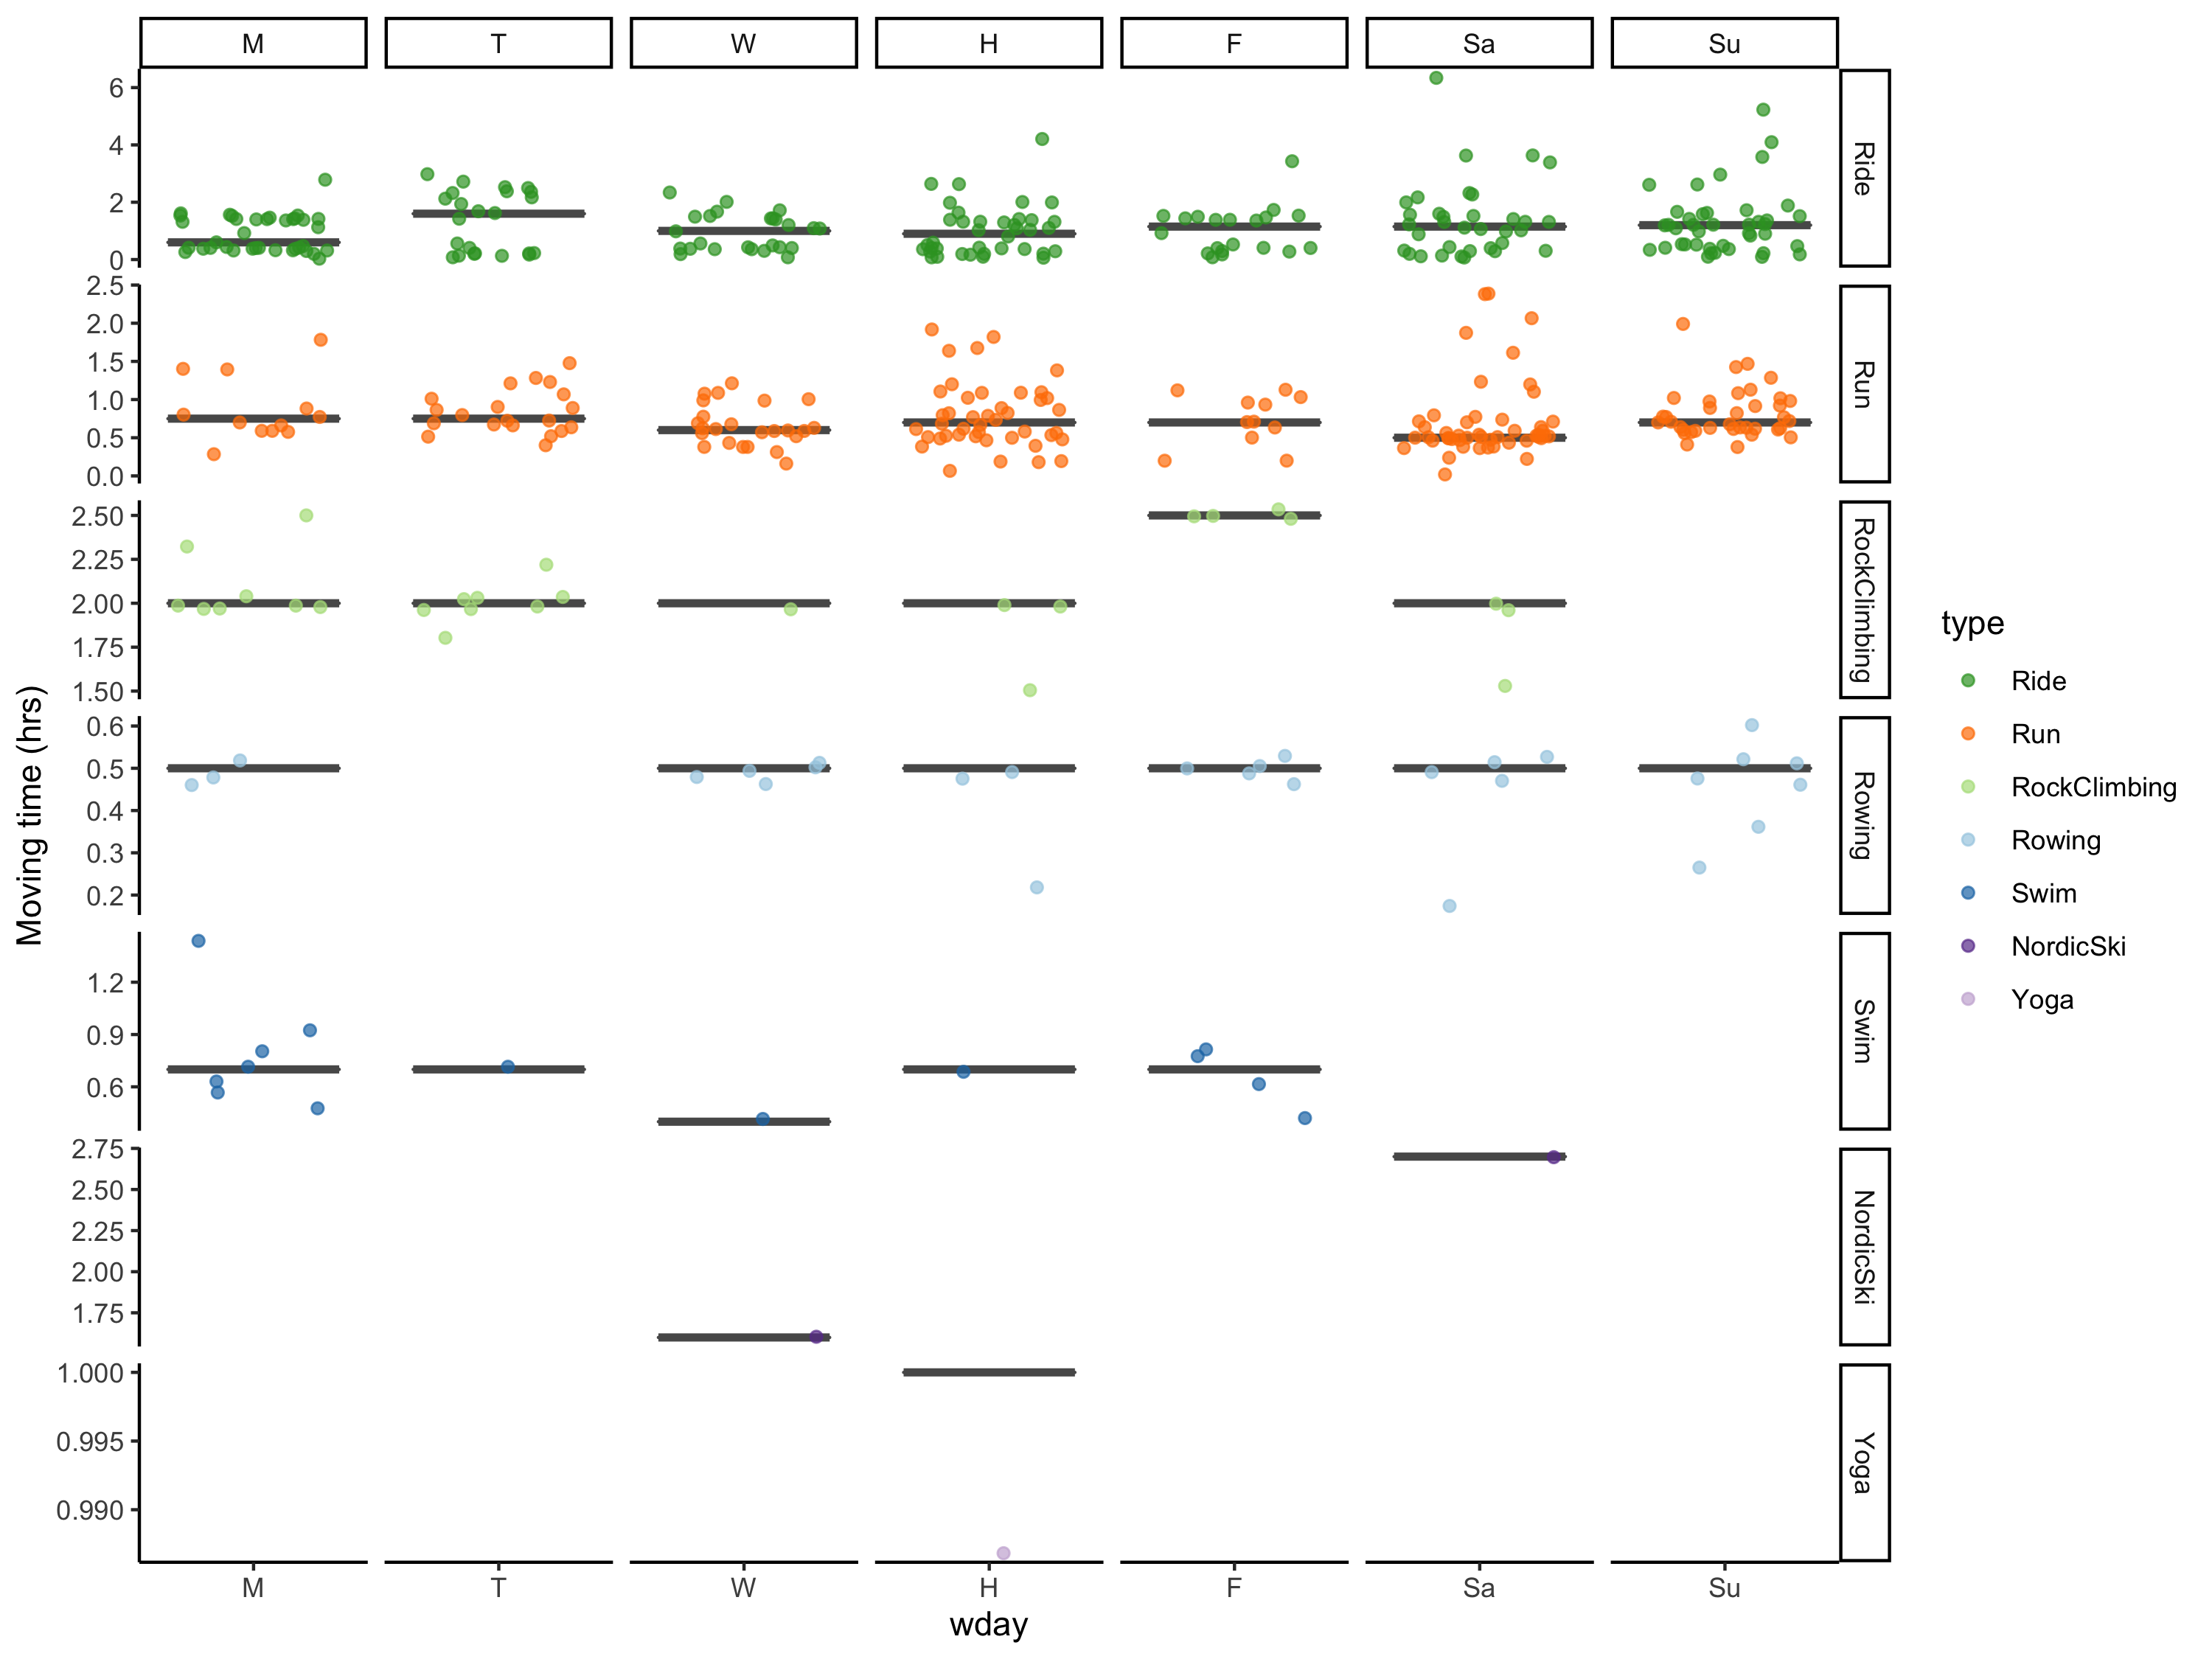 M T W H F Sa Su
6
4
2
0
Ride
2.5
2.0
1.5
1.0
0.5
0.0
Run
2.50
2.25
2.00
1.75
1.50
RockClimbing
0.6
0.5
0.4
0.3
0.2
Rowing
1.2
0.9
0.6
Swim
2.75
2.50
2.25
2.00
1.75
NordicSki
1.000
0.995
0.990
Yoga
M T W H F Sa Su
wday
Moving time (hrs)
type
Ride
Run
RockClimbing
Rowing
Swim
NordicSki
Yoga